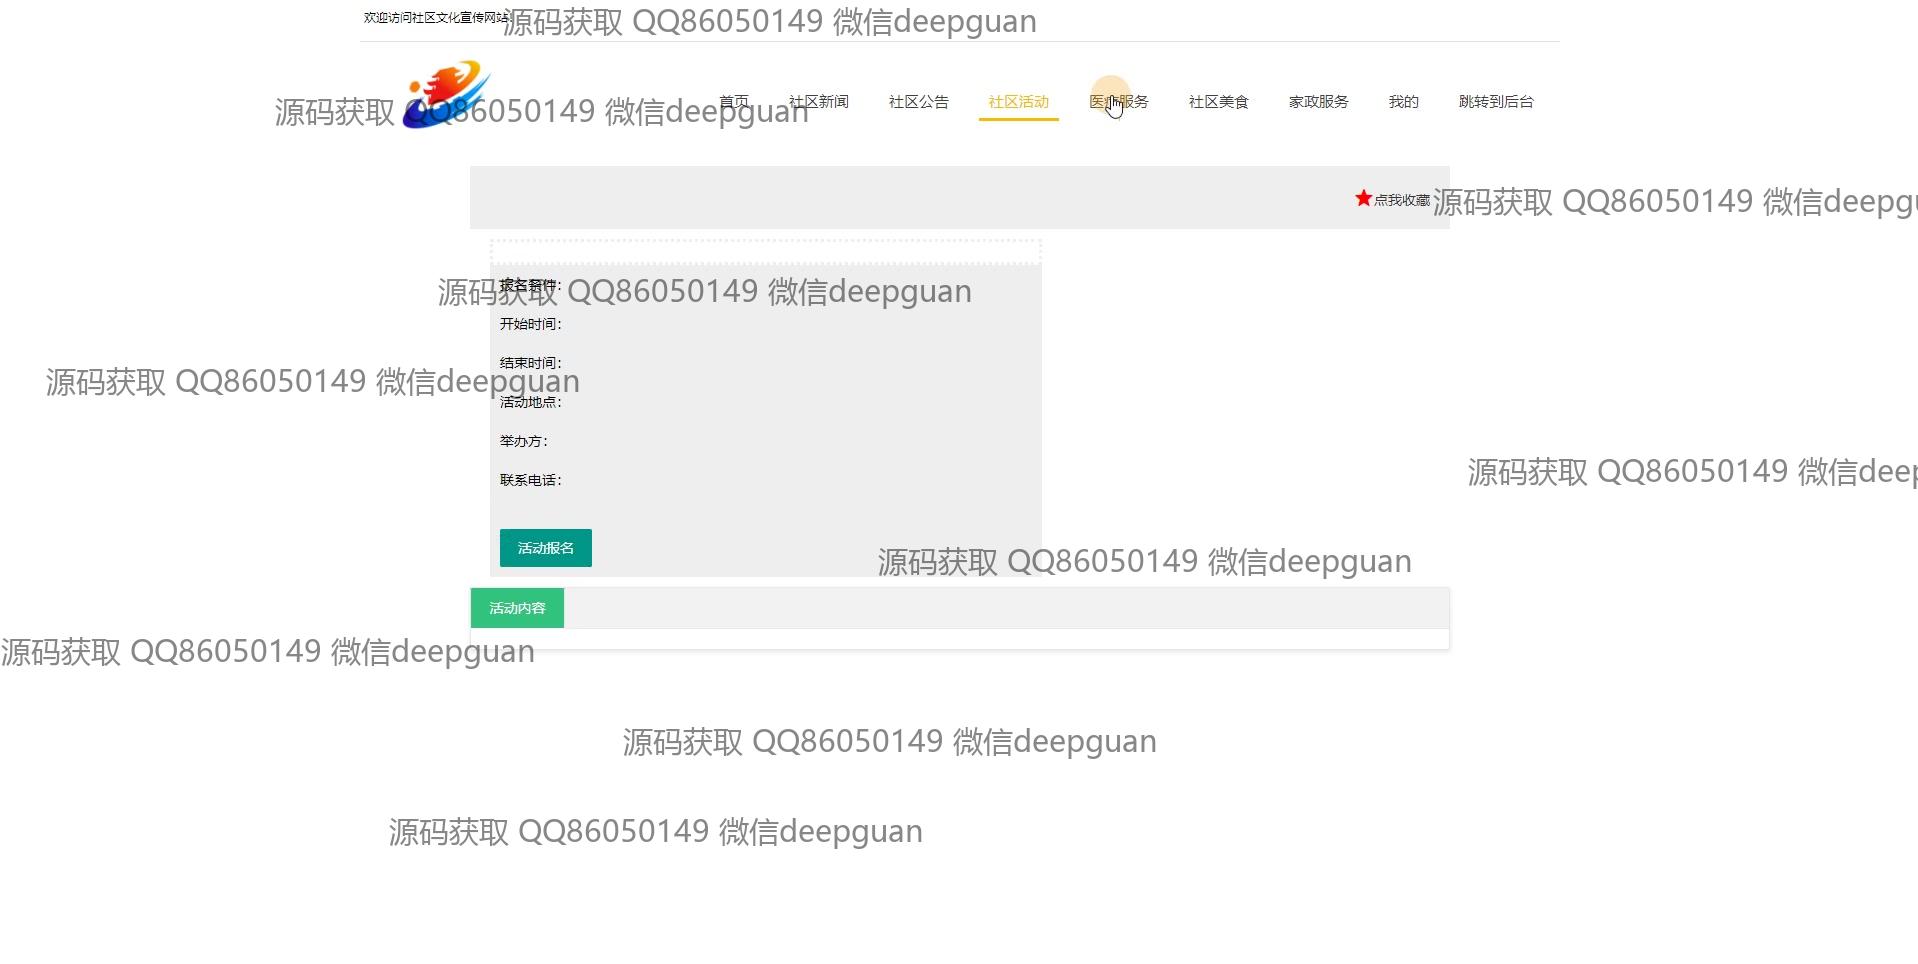 欢迎访问社区文化宣传网站
源码获取 QQ86050149 微信deepguan
源码获取 QQ86050149 微信deepguan
首页 社区新闻 社区公告 社区活动 医疗服务 社区美食 家政服务 我的 跳转到后台
点我收藏
源码获取 QQ86050149 微信deepgu
报名条件：
源码获取 QQ86050149 微信deepguan
开始时间：
结束时间：
源码获取 QQ86050149 微信deepguan
活动地点：
举办方：
源码获取 QQ86050149 微信deep
联系电话：
活动报名
源码获取 QQ86050149 微信deepguan
活动内容
源码获取 QQ86050149 微信deepguan
源码获取 QQ86050149 微信deepguan
源码获取 QQ86050149 微信deepguan